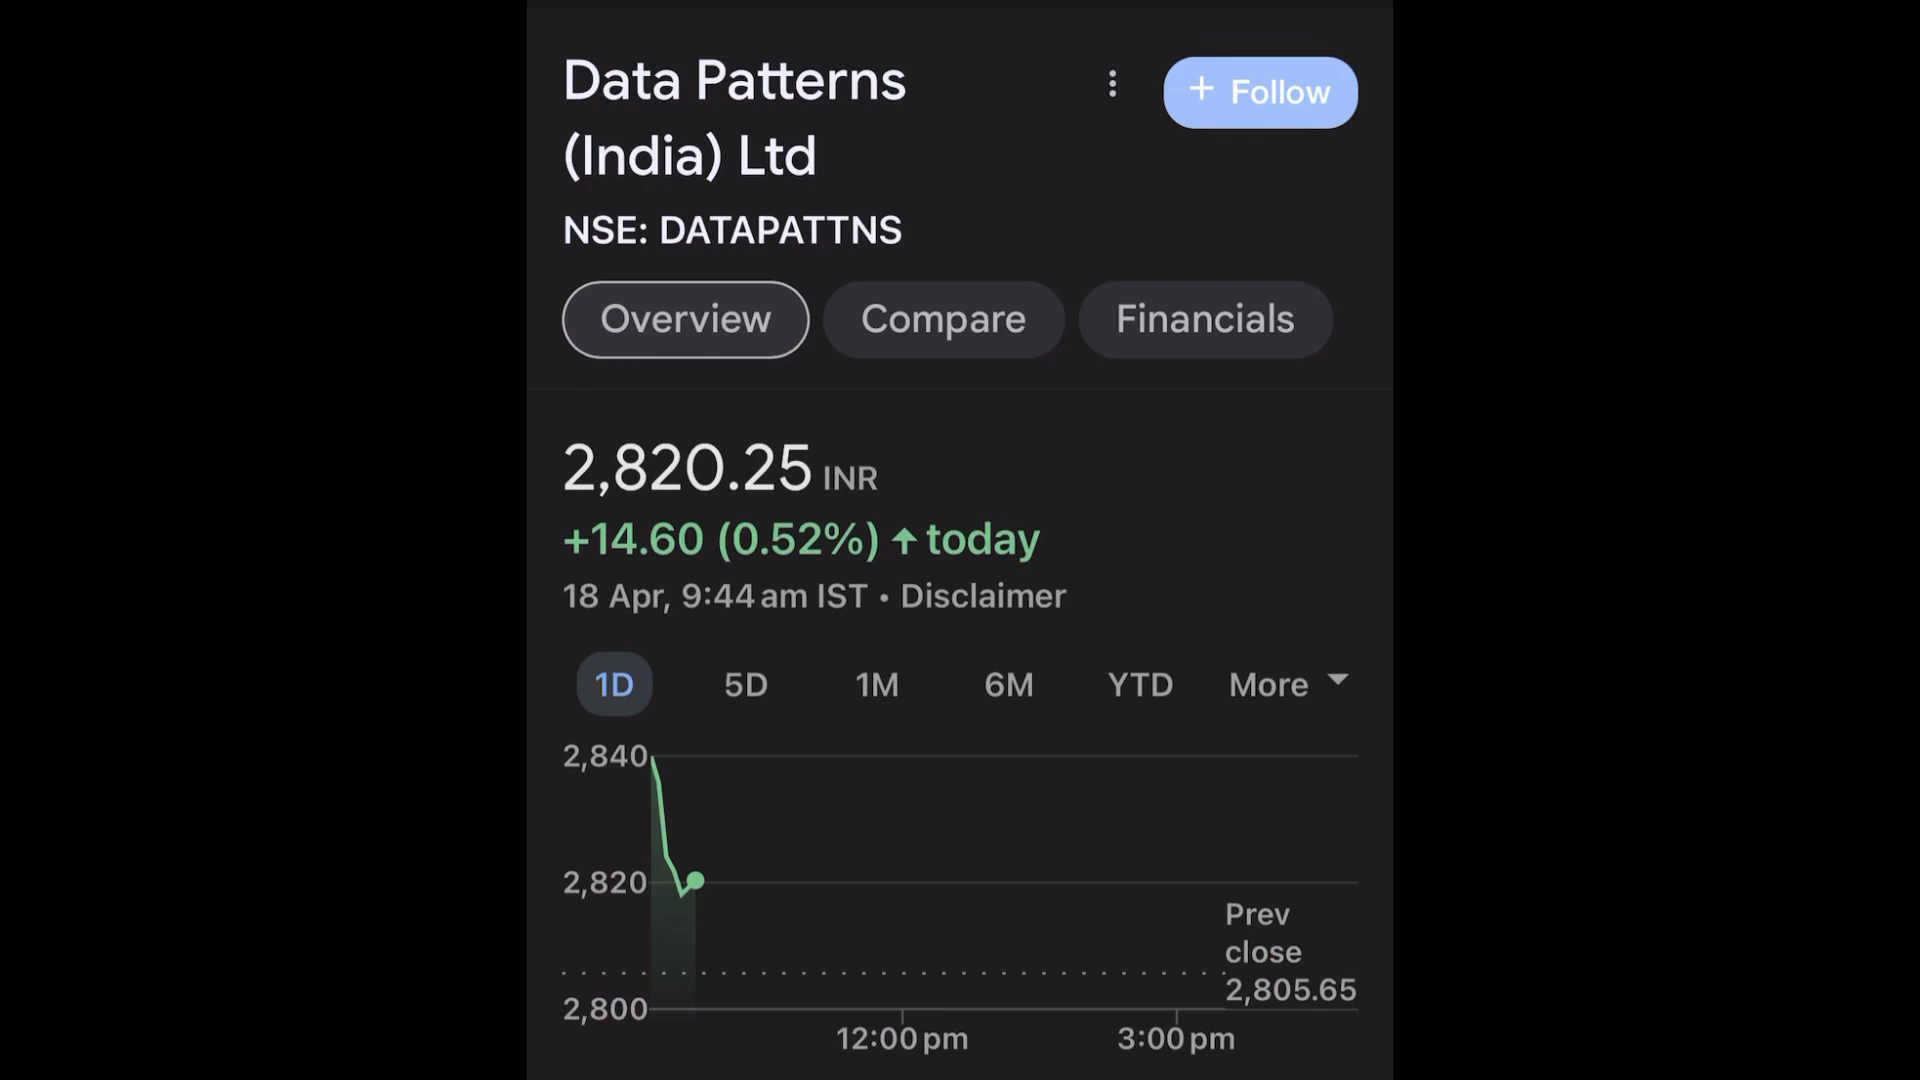 Data Patterns
(India) Ltd
+ Follow
NSE: DATAPATTNS
Overview Compare Financials
2,820.25 INR
+14.60 (0.52%) ↑ today
18 Apr, 9:44 am IST • Disclaimer
1D 5D 1M 6M YTD More
2,840
2,820
Prev
close
2,805.65
2,800
12:00 pm 3:00 pm